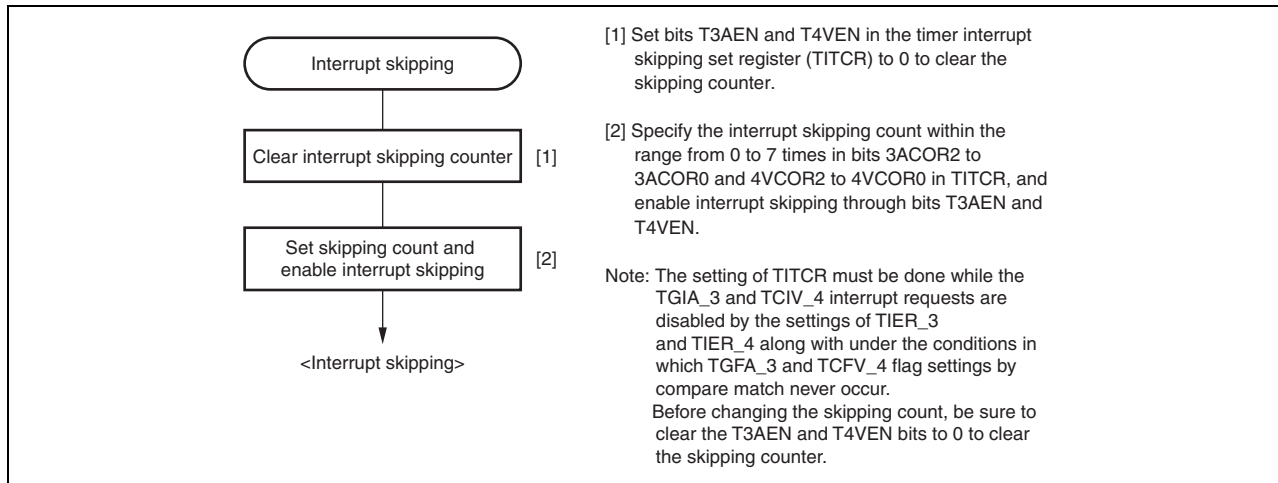 Interrupt skipping
Clear interrupt skipping counter
[1]
Set skipping count and
enable interrupt skipping
[2]
<Interrupt skipping>
[1] Set bits T3AEN and T4VEN in the timer interrupt
skipping set register (TITCR) to 0 to clear the
skipping counter.
[2] Specify the interrupt skipping count within the
range from 0 to 7 times in bits 3ACOR2 to
3ACOR0 and 4VCOR2 to 4VCOR0 in TITCR, and
enable interrupt skipping through bits T3AEN and
T4VEN.
Note: The setting of TITCR must be done while the
TGIA_3 and TCIV_4 interrupt requests are
disabled by the settings of TIER_3
and TIER_4 along with under the conditions in
which TGFA_3 and TCFV_4 flag settings by
compare match never occur.
Before changing the skipping count, be sure to
clear the T3AEN and T4VEN bits to 0 to clear
the skipping counter.